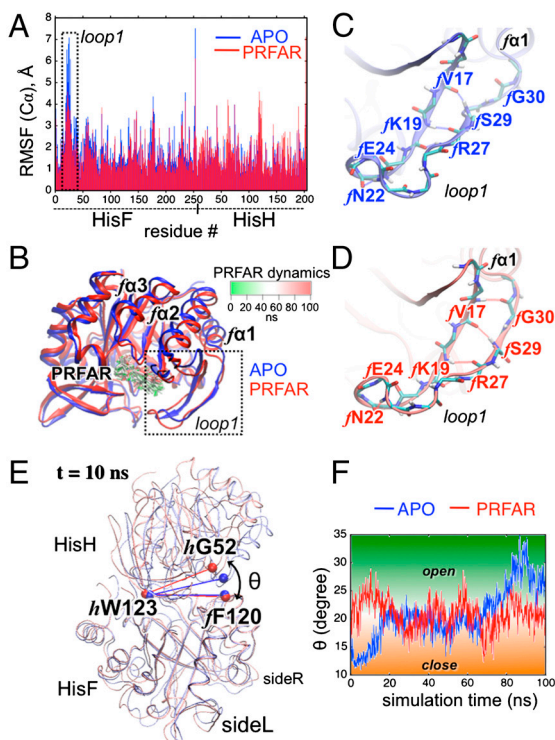 A
loop1
APO
PRFAR
RMSF (Cα), Å
8
7
6
5
4
3
2
1
0
0 50 100 150 200 250 50 100 150 200
HisF HisH
residue #
B
PRFAR dynamics
0 20 40 60 80 100
ns
fα3
fα2
fα1
PRFAR
APO
PRFAR
loop1
C
fα1
fV17
fG30
fK19
fS29
fE24
fR27
fN22
loop1
D
fα1
fV17
fG30
fS29
fE24 fK19
fR27
fN22
loop1
E
t = 10 ns
HisH
hG52
θ
hW123
fF120
HisF
sideR
sideL
F
APO PRFAR
θ (degree)
35
30
25
20
15
10
open
close
0 20 40 60 80 100
simulation time (ns)